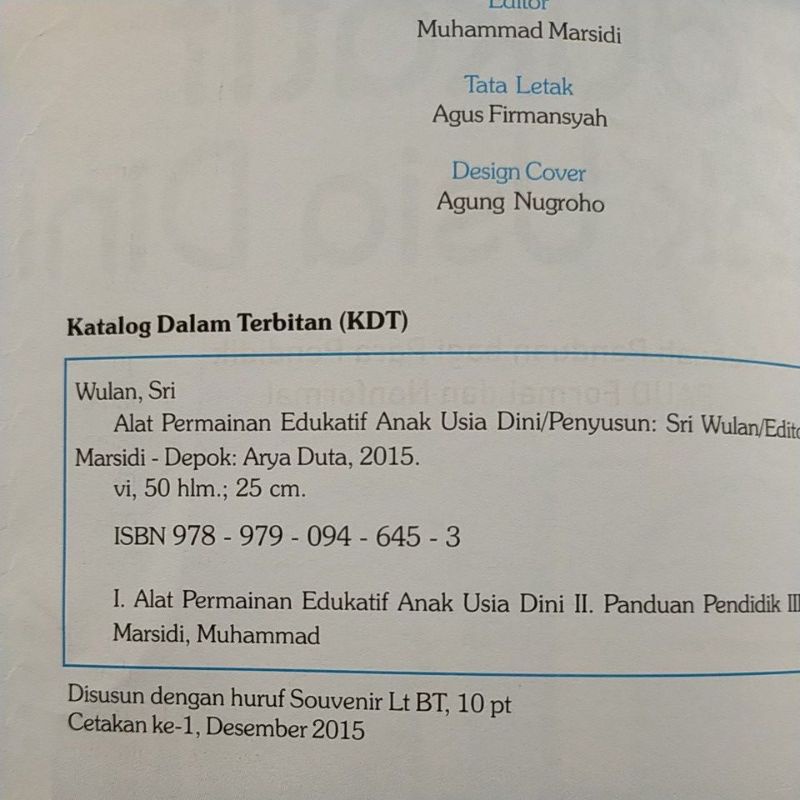 Editor
Muhammad Marsidi
Tata Letak
Agus Firmansyah
Design Cover
Agung Nugroho
Katalog Dalam Terbitan (KDT)
Wulan, Sri
Alat Permainan Edukatif Anak Usia Dini/Penyusun: Sri Wulan/Edito
Marsidi - Depok: Arya Duta, 2015.
vi, 50 hlm.; 25 cm.
ISBN 978 - 979 - 094 - 645 - 3
I. Alat Permainan Edukatif Anak Usia Dini II. Panduan Pendidik III
Marsidi, Muhammad
Disusun dengan huruf Souvenir Lt BT, 10 pt
Cetakan ke-1, Desember 2015